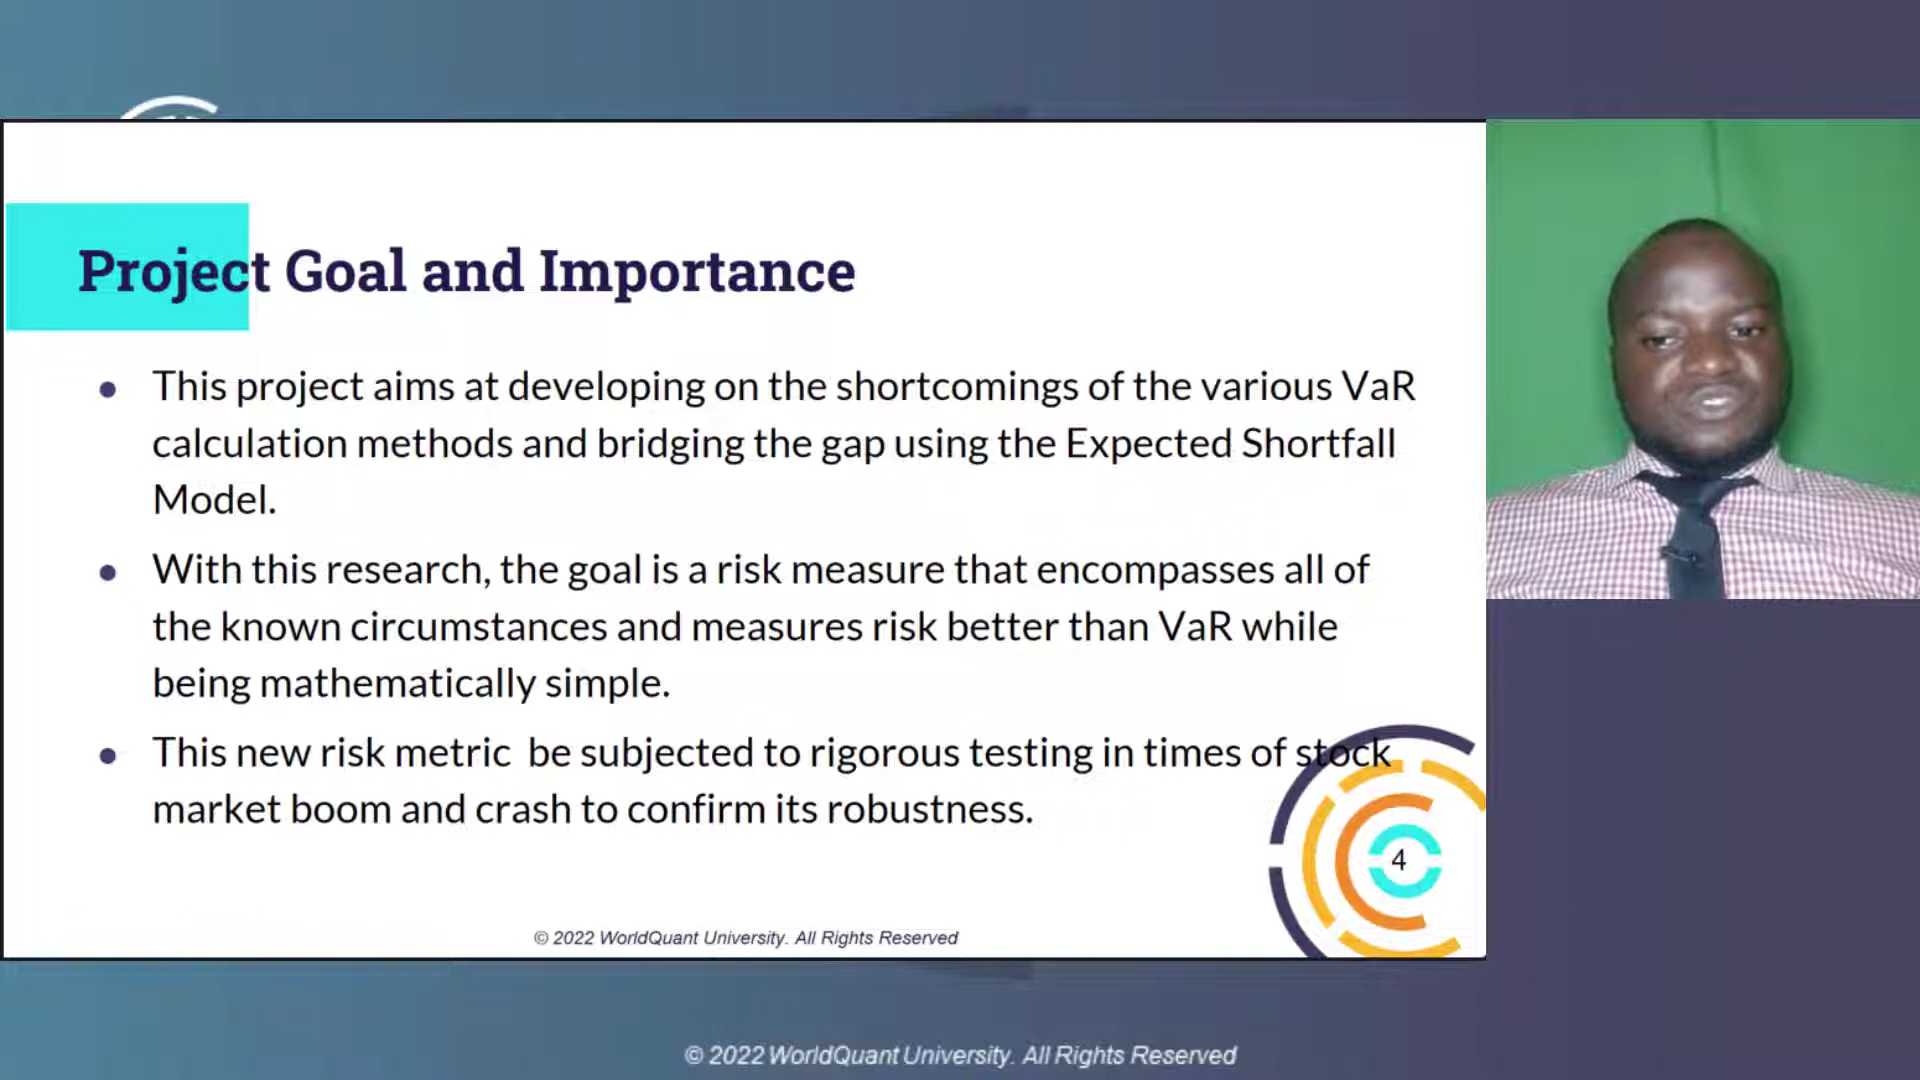 Project Goal and Importance
This project aims at developing on the shortcomings of the various VaR
calculation methods and bridging the gap using the Expected Shortfall
Model.
With this research, the goal is a risk measure that encompasses all of
the known circumstances and measures risk better than VaR while
being mathematically simple.
This new risk metric  be subjected to rigorous testing in times of stock
market boom and crash to confirm its robustness.
4
© 2022 WorldQuant University. All Rights Reserved
© 2022 WorldQuant University. All Rights Reserved